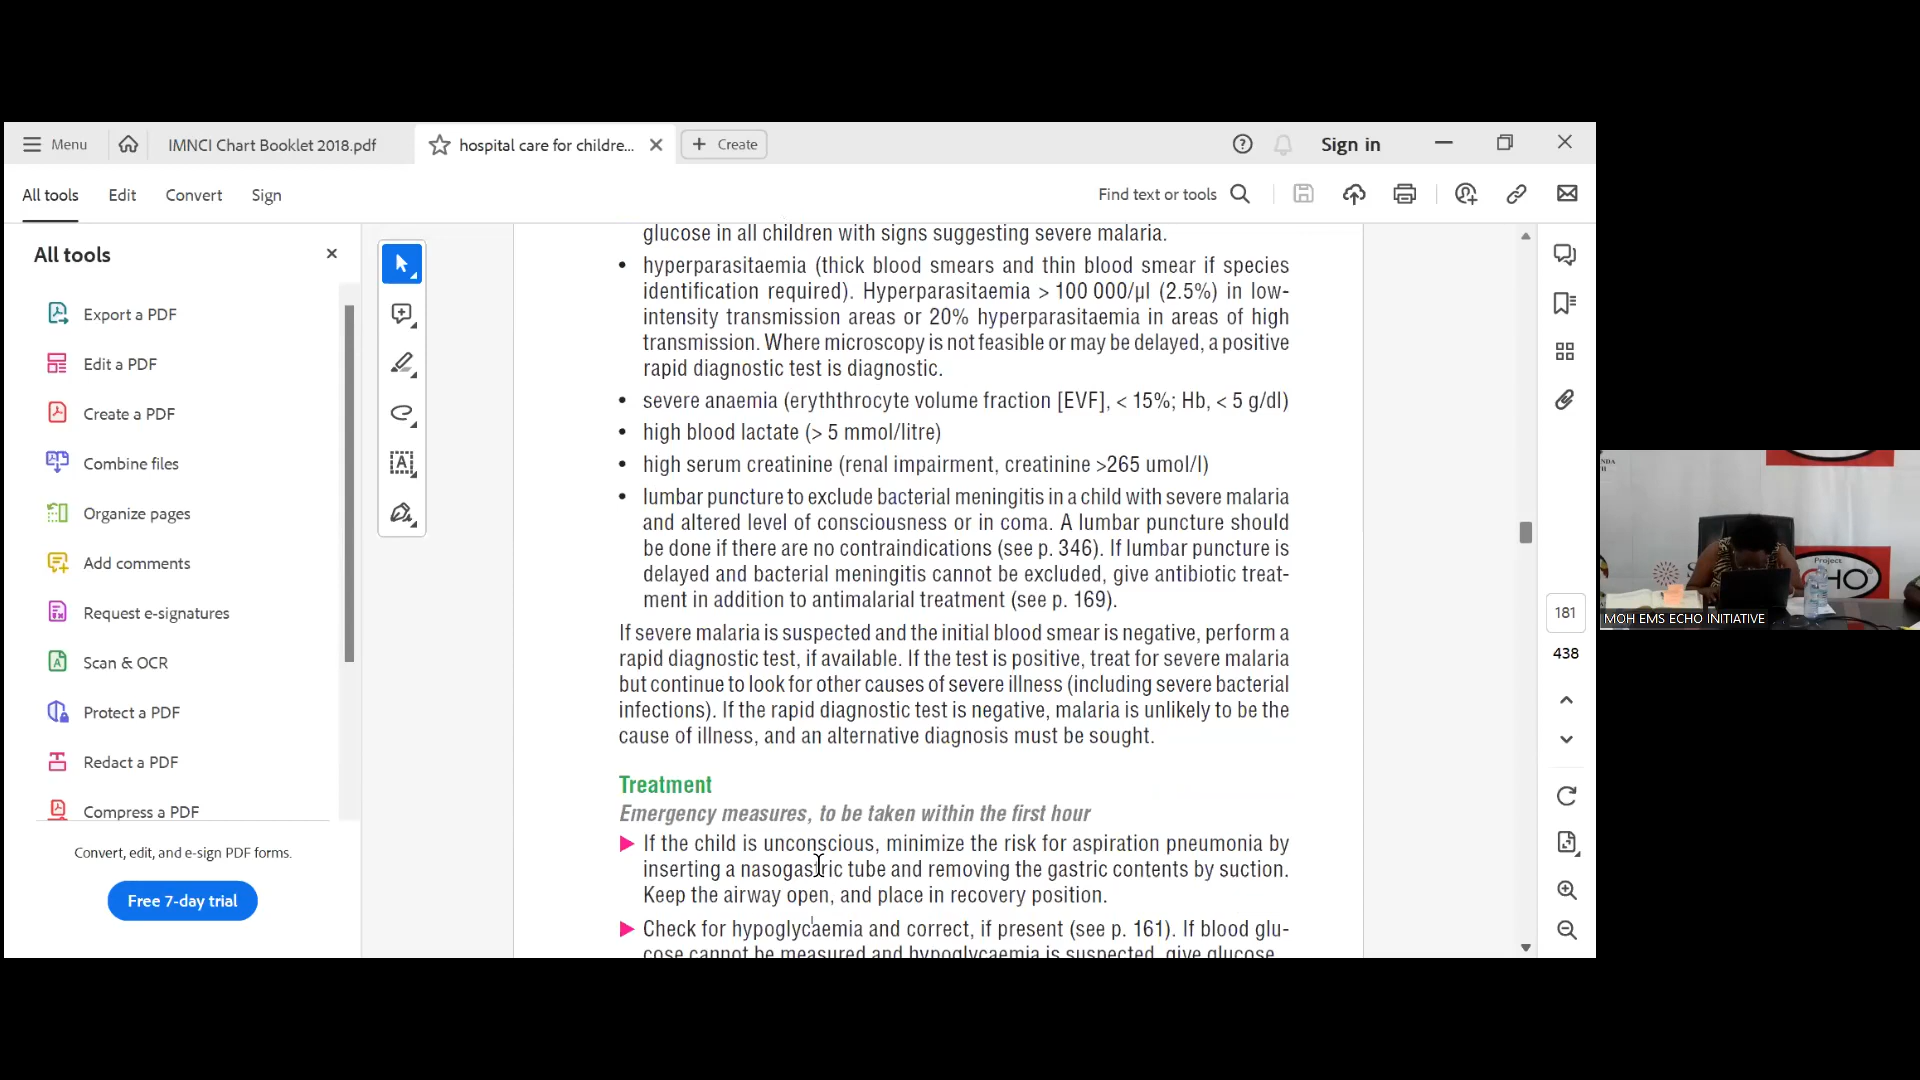 Menu
IMNCI Chart Booklet 2018.pdf
hospital care for childre...
Create
Sign in
All tools
Edit
Convert
Sign
Find text or tools
All tools
Export a PDF
Edit a PDF
Create a PDF
Combine files
Organize pages
Add comments
Request e-signatures
Scan & OCR
Protect a PDF
Redact a PDF
Compress a PDF
Convert, edit, and e-sign PDF forms.
Free 7-day trial
glucose in all children with signs suggesting severe malaria.
• hyperparasitaemia (thick blood smears and thin blood smear if species
identification required). Hyperparasitaemia > 100 000/µl (2.5%) in low-
intensity transmission areas or 20% hyperparasitaemia in areas of high
transmission. Where microscopy is not feasible or may be delayed, a positive
rapid diagnostic test is diagnostic.
• severe anaemia (eryththrocyte volume fraction [EVF], < 15%; Hb, < 5 g/dl)
• high blood lactate (> 5 mmol/litre)
• high serum creatinine (renal impairment, creatinine >265 umol/l)
• lumbar puncture to exclude bacterial meningitis in a child with severe malaria
and altered level of consciousness or in coma. A lumbar puncture should
be done if there are no contraindications (see p. 346). If lumbar puncture is
delayed and bacterial meningitis cannot be excluded, give antibiotic treat-
ment in addition to antimalarial treatment (see p. 169).
If severe malaria is suspected and the initial blood smear is negative, perform a
rapid diagnostic test, if available. If the test is positive, treat for severe malaria
but continue to look for other causes of severe illness (including severe bacterial
infections). If the rapid diagnostic test is negative, malaria is unlikely to be the
cause of illness, and an alternative diagnosis must be sought.
Treatment
Emergency measures, to be taken within the first hour
If the child is unconscious, minimize the risk for aspiration pneumonia by
inserting a nasogastric tube and removing the gastric contents by suction.
Keep the airway open, and place in recovery position.
Check for hypoglycaemia and correct, if present (see p. 161). If blood glu-
cose cannot be measured and hypoglycaemia is suspected, give glucose
181
438
Project
MOH EMS ECHO INITIATIVE